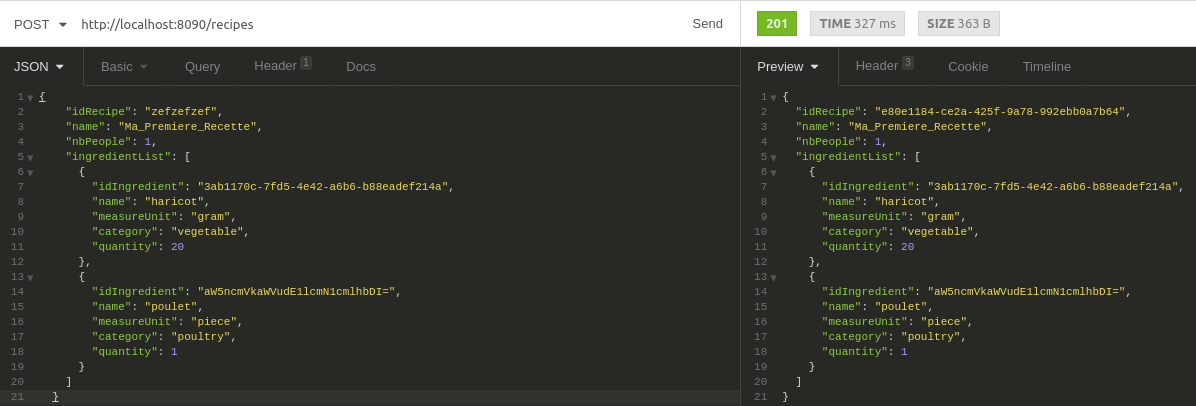 POST http://localhost:8090/recipes Send
201 TIME 327 ms SIZE 363 B
JSON Basic Query Header 1 Docs
Preview Header 3 Cookie Timeline
1 {
2 "idRecipe": "zefzefzef",
3 "name": "Ma_Premiere_Recette",
4 "nbPeople": 1,
5 "ingredientList": [
6 {
7 "idIngredient": "3ab1170c-7fd5-4e42-a6b6-b88eadef214a",
8 "name": "haricot",
9 "measureUnit": "gram",
10 "category": "vegetable",
11 "quantity": 20
12 },
13 {
14 "idIngredient": "aW5ncmVkaWVudE1lcmN1cmlhbDI=",
15 "name": "poulet",
16 "measureUnit": "piece",
17 "category": "poultry",
18 "quantity": 1
19 }
20 ]
21 }
1 {
2 "idRecipe": "e80e1184-ce2a-425f-9a78-992ebb0a7b64",
3 "name": "Ma_Premiere_Recette",
4 "nbPeople": 1,
5 "ingredientList": [
6 {
7 "idIngredient": "3ab1170c-7fd5-4e42-a6b6-b88eadef214a",
8 "name": "haricot",
9 "measureUnit": "gram",
10 "category": "vegetable",
11 "quantity": 20
12 },
13 {
14 "idIngredient": "aW5ncmVkaWVudE1lcmN1cmlhbDI=",
15 "name": "poulet",
16 "measureUnit": "piece",
17 "category": "poultry",
18 "quantity": 1
19 }
20 ]
21 }